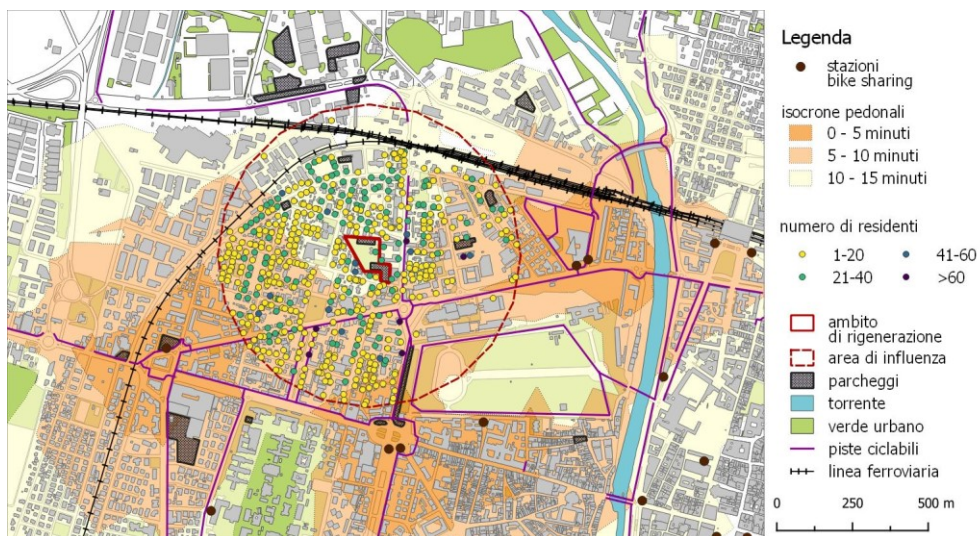 Legenda
stazioni
bike sharing
isocrone pedonali
0 - 5 minuti
5 - 10 minuti
10 - 15 minuti
numero di residenti
1-20
41-60
21-40
>60
ambito
di rigenerazione
area di influenza
parcheggi
torrente
verde urbano
piste ciclabili
linea ferroviaria
0
250
500 m